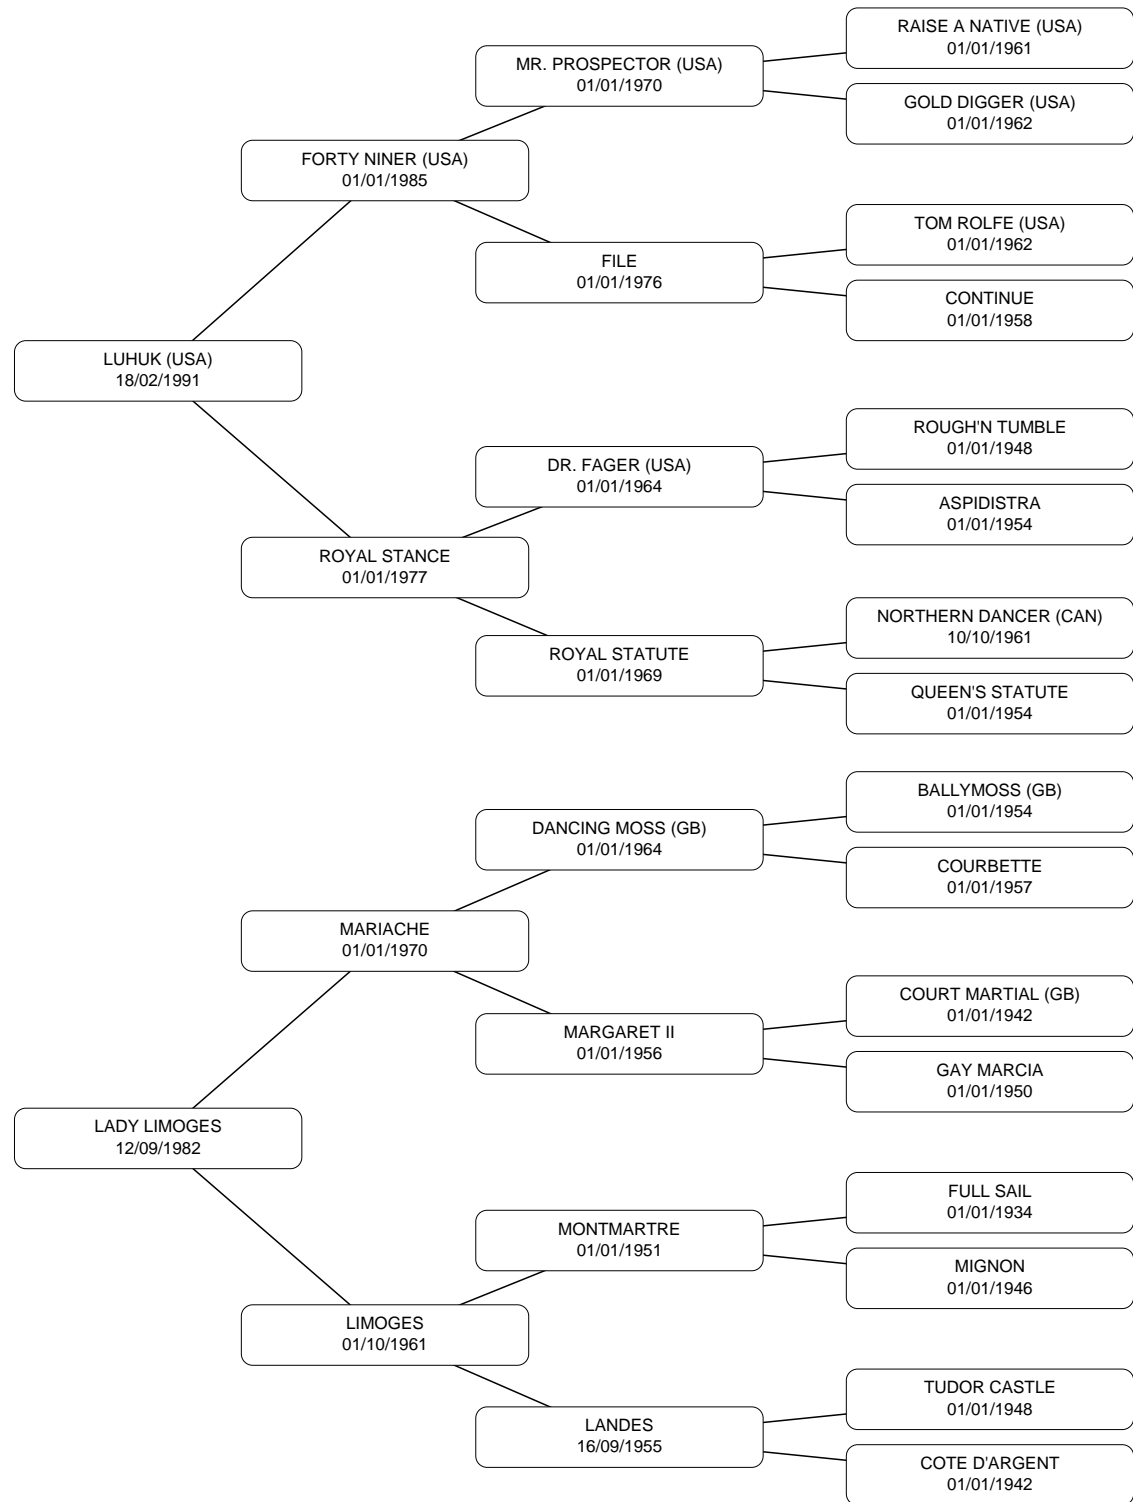 RAISE A NATIVE (USA)
01/01/1961
MR. PROSPECTOR (USA)
01/01/1970
GOLD DIGGER (USA)
01/01/1962
FORTY NINER (USA)
01/01/1985
TOM ROLFE (USA)
01/01/1962
FILE
01/01/1976
CONTINUE
01/01/1958
LUHUK (USA)
18/02/1991
ROUGH'N TUMBLE
01/01/1948
DR. FAGER (USA)
01/01/1964
ASPIDISTRA
01/01/1954
ROYAL STANCE
01/01/1977
NORTHERN DANCER (CAN)
10/10/1961
ROYAL STATUTE
01/01/1969
QUEEN'S STATUTE
01/01/1954
BALLYMOSS (GB)
01/01/1954
DANCING MOSS (GB)
01/01/1964
COURBETTE
01/01/1957
MARIACHE
01/01/1970
COURT MARTIAL (GB)
01/01/1942
MARGARET II
01/01/1956
GAY MARCIA
01/01/1950
LADY LIMOGES
12/09/1982
FULL SAIL
01/01/1934
MONTMARTRE
01/01/1951
MIGNON
01/01/1946
LIMOGES
01/10/1961
TUDOR CASTLE
01/01/1948
LANDES
16/09/1955
COTE D'ARGENT
01/01/1942